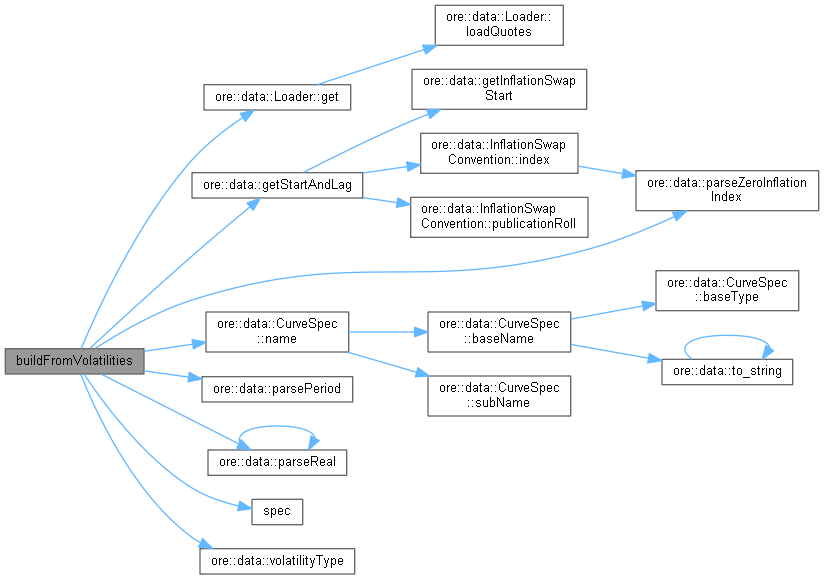 ore::data::Loader::
loadQuotes
ore::data::getInflationSwap
Start
ore::data::Loader::get
ore::data::InflationSwap
Convention::index
ore::data::getStartAndLag
ore::data::parseZeroInflation
Index
ore::data::InflationSwap
Convention::publicationRoll
ore::data::CurveSpec
::baseType
ore::data::CurveSpec
::name
ore::data::CurveSpec
::baseName
buildFromVolatilities
ore::data::to_string
ore::data::parsePeriod
ore::data::CurveSpec
::subName
ore::data::parseReal
spec
ore::data::volatilityType